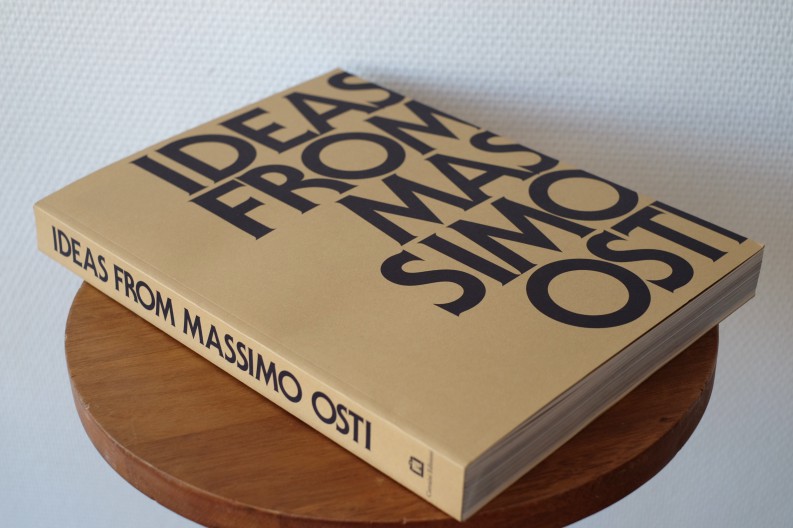 IDEAS
FROM
MAS
SIMO
OSTI
IDEAS FROM MASSIMO OSTI